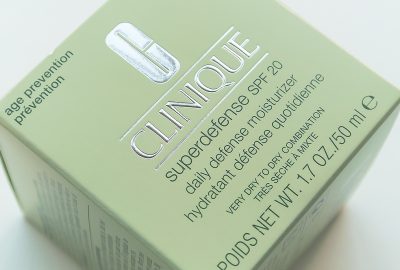 age prevention
prévention
CLINIQUE
superdefense SPF 20
daily defense moisturizer
hydratant défense quotidienne
VERY DRY TO DRY COMBINATION
TRÈS SÈCHE À MIXTE
POIDS NET WT. 1.7 OZ./50 ml e